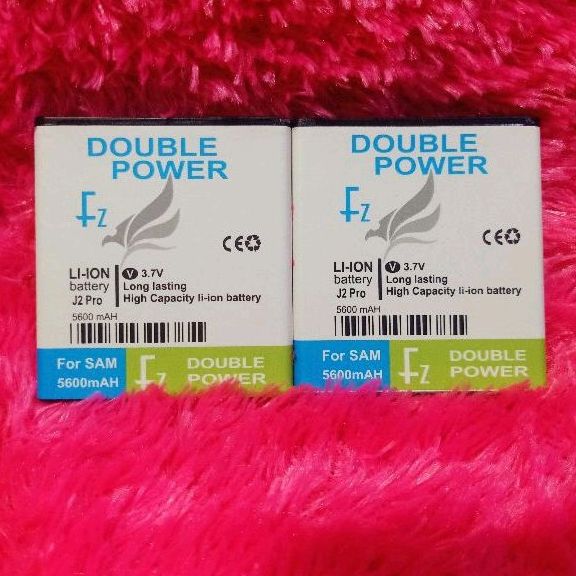 DOUBLE
POWER
Fz
CE
LI-ION
battery
J2 Pro
V 3.7V
Long lasting
High Capacity li-ion battery
5600 mAH
For SAM
5600mAH
Fz
DOUBLE
POWER
DOUBLE
POWER
Fz
CE
LI-ION
battery
J2 Pro
V 3.7V
Long lasting
High Capacity li-ion battery
5600 mAH
For SAM
5600mAH
Fz
DOUBLE
POWER